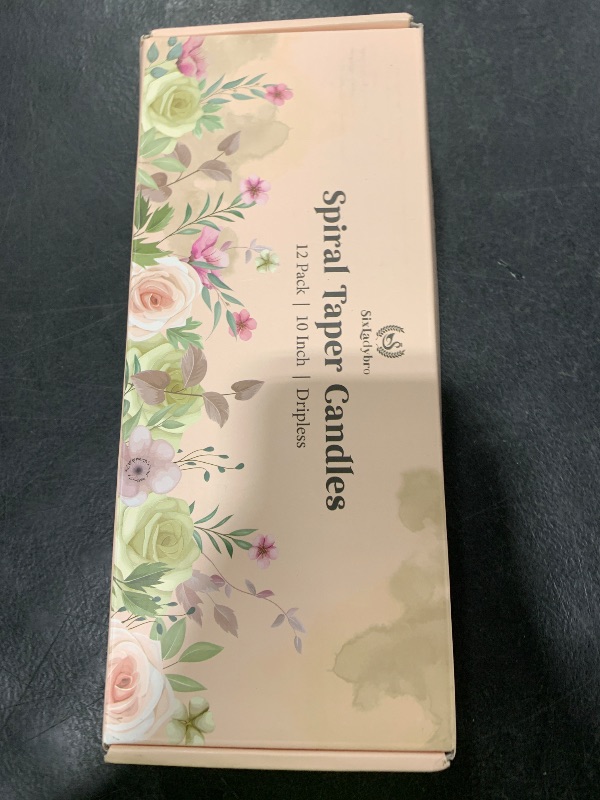 SixLadybro
Spiral Taper Candles
12 Pack | 10 Inch | Dripless